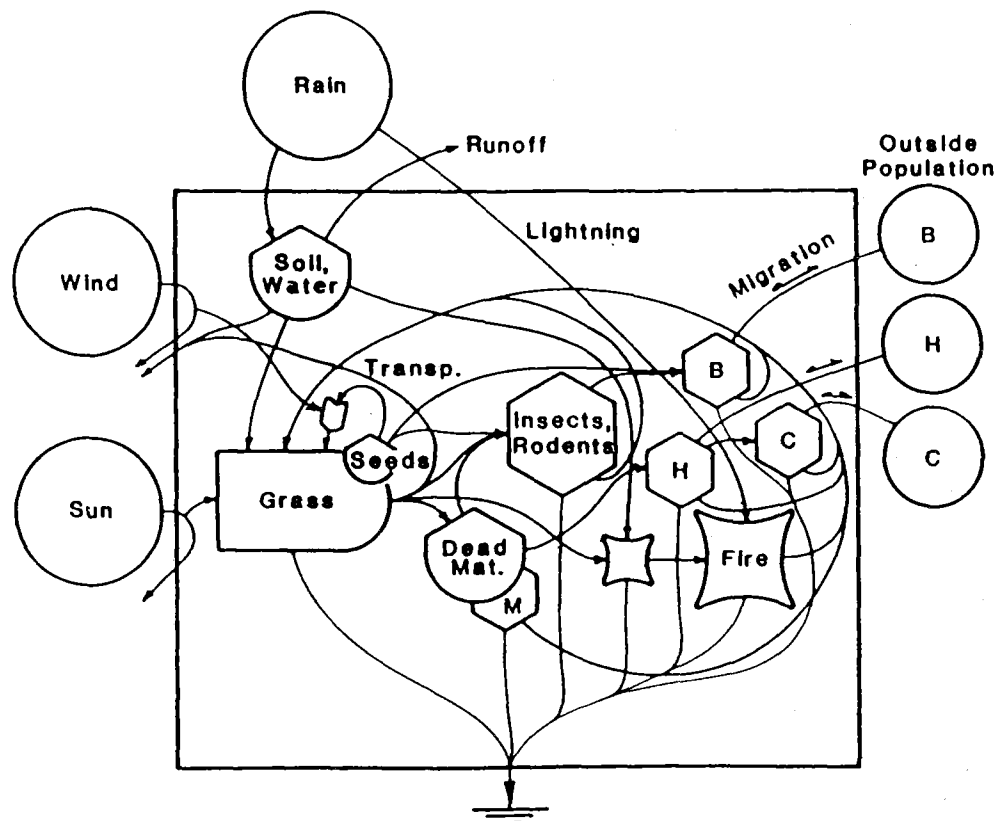 Rain
Runoff
Outside
Population
B
Lightning
Migration
Soil,
Water
Wind
H
Transp.
B
Insects,
Rodents
C
Seeds
H
C
Grass
Sun
Dead
Mat.
Fire
M